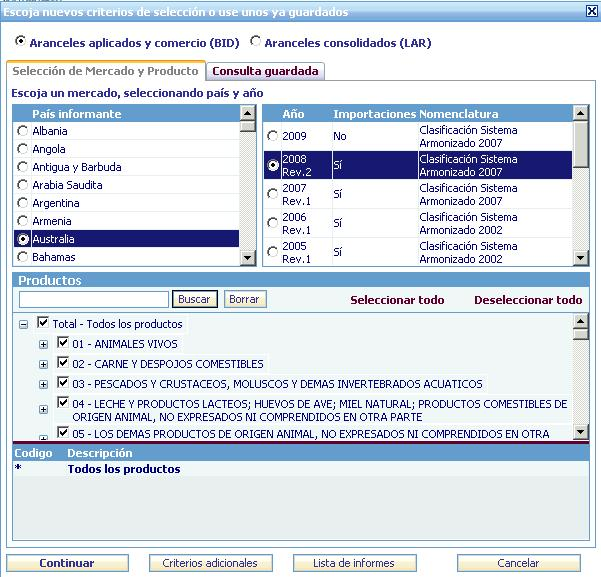 Escoja nuevos criterios de selección o use unos ya guardados
Aranceles aplicados y comercio (BID) Aranceles consolidados (LAR)
Selección de Mercado y Producto Consulta guardada
Escoja un mercado, seleccionando país y año
País informante
Albania
Angola
Antigua y Barbuda
Arabia Saudita
Argentina
Armenia
Australia
Bahamas
Año Importaciones Nomenclatura
2009 No Clasificación Sistema
Armonizado 2007
2008 Sí Clasificación Sistema
Rev.2 Armonizado 2007
2007 Sí Clasificación Sistema
Rev.1 Armonizado 2007
2006 Sí Clasificación Sistema
Rev.1 Armonizado 2002
2005 Sí Clasificación Sistema
Rev.1 Armonizado 2002
Productos
Buscar Borrar Seleccionar todo Deseleccionar todo
Total - Todos los productos
01 - ANIMALES VIVOS
02 - CARNE Y DESPOJOS COMESTIBLES
03 - PESCADOS Y CRUSTACEOS, MOLUSCOS Y DEMAS INVERTEBRADOS ACUATICOS
04 - LECHE Y PRODUCTOS LACTEOS; HUEVOS DE AVE; MIEL NATURAL; PRODUCTOS COMESTIBLES DE
ORIGEN ANIMAL, NO EXPRESADOS NI COMPRENDIDOS EN OTRA PARTE
05 - LOS DEMAS PRODUCTOS DE ORIGEN ANIMAL, NO EXPRESADOS NI COMPRENDIDOS EN OTRA
Codigo Descripción
* Todos los productos
Continuar Criterios adicionales Lista de informes Cancelar